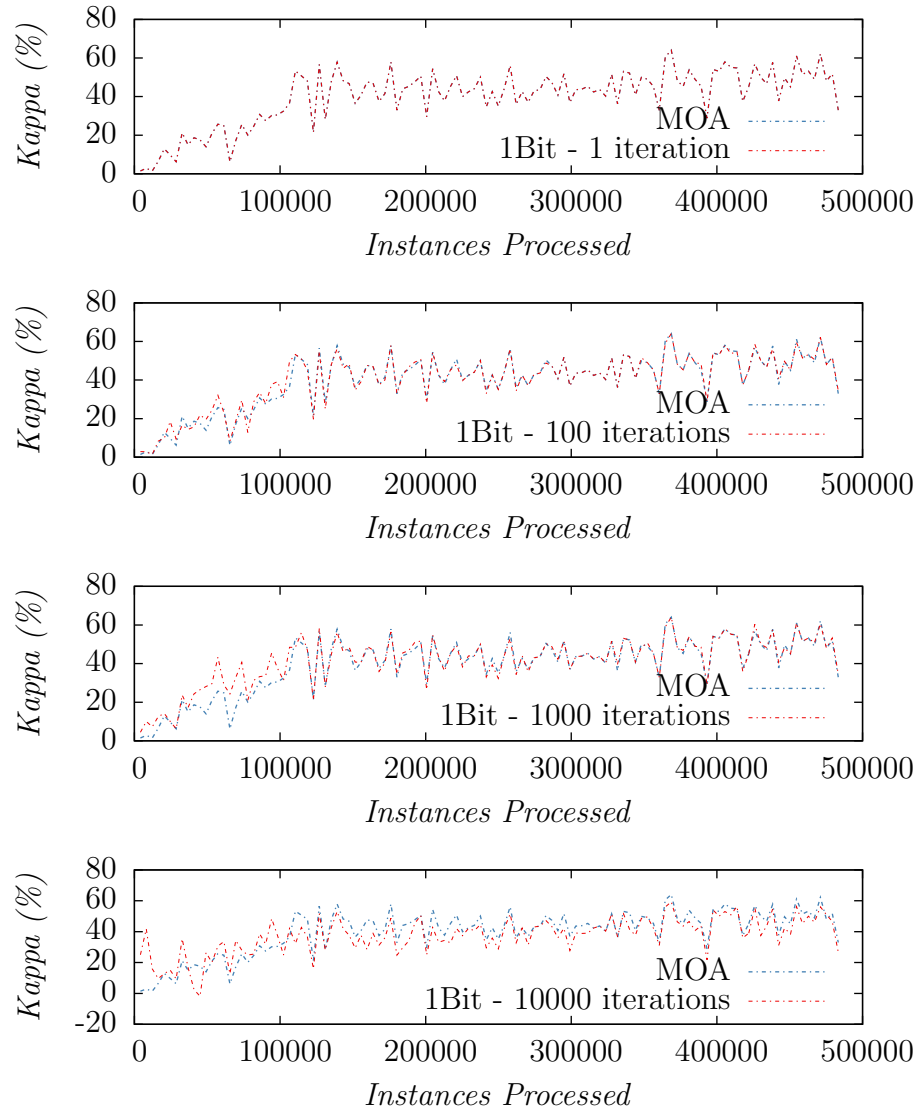 80
60
40
20
0
Kappa (%)
MOA
1Bit - 1 iteration
0 100000 200000 300000 400000 500000
Instances Processed
80
60
40
20
0
Kappa (%)
MOA
1Bit - 100 iterations
0 100000 200000 300000 400000 500000
Instances Processed
80
60
40
20
0
Kappa (%)
MOA
1Bit - 1000 iterations
0 100000 200000 300000 400000 500000
Instances Processed
80
60
40
20
0
-20
Kappa (%)
MOA
1Bit - 10000 iterations
0 100000 200000 300000 400000 500000
Instances Processed